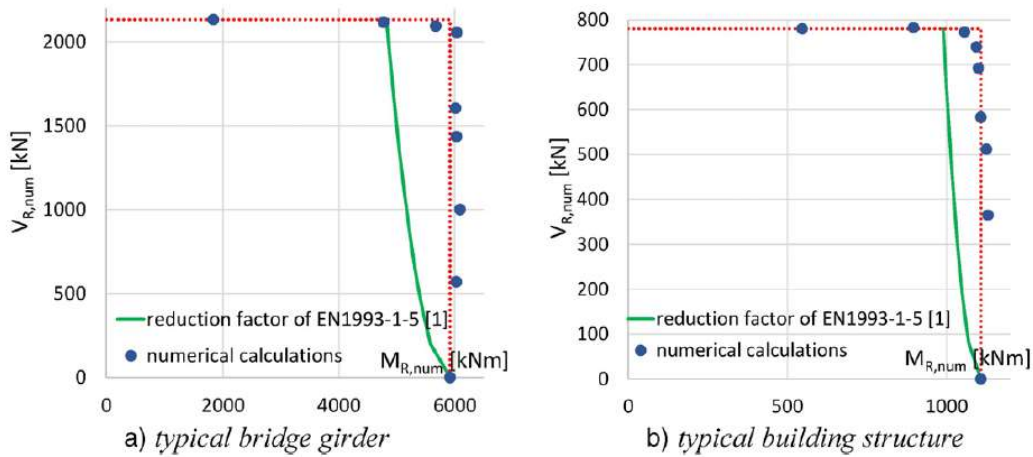 2000
1500
1000
500
0
V_R,num [kN]
reduction factor of EN1993-1-5 [1]
numerical calculations
M_R,num [kNm]
0 2000 4000 6000
a) typical bridge girder
800
700
600
500
400
300
200
100
0
V_R,num [kN]
reduction factor of EN1993-1-5 [1]
numerical calculations
M_R,num [kNm]
0 500 1000
b) typical building structure